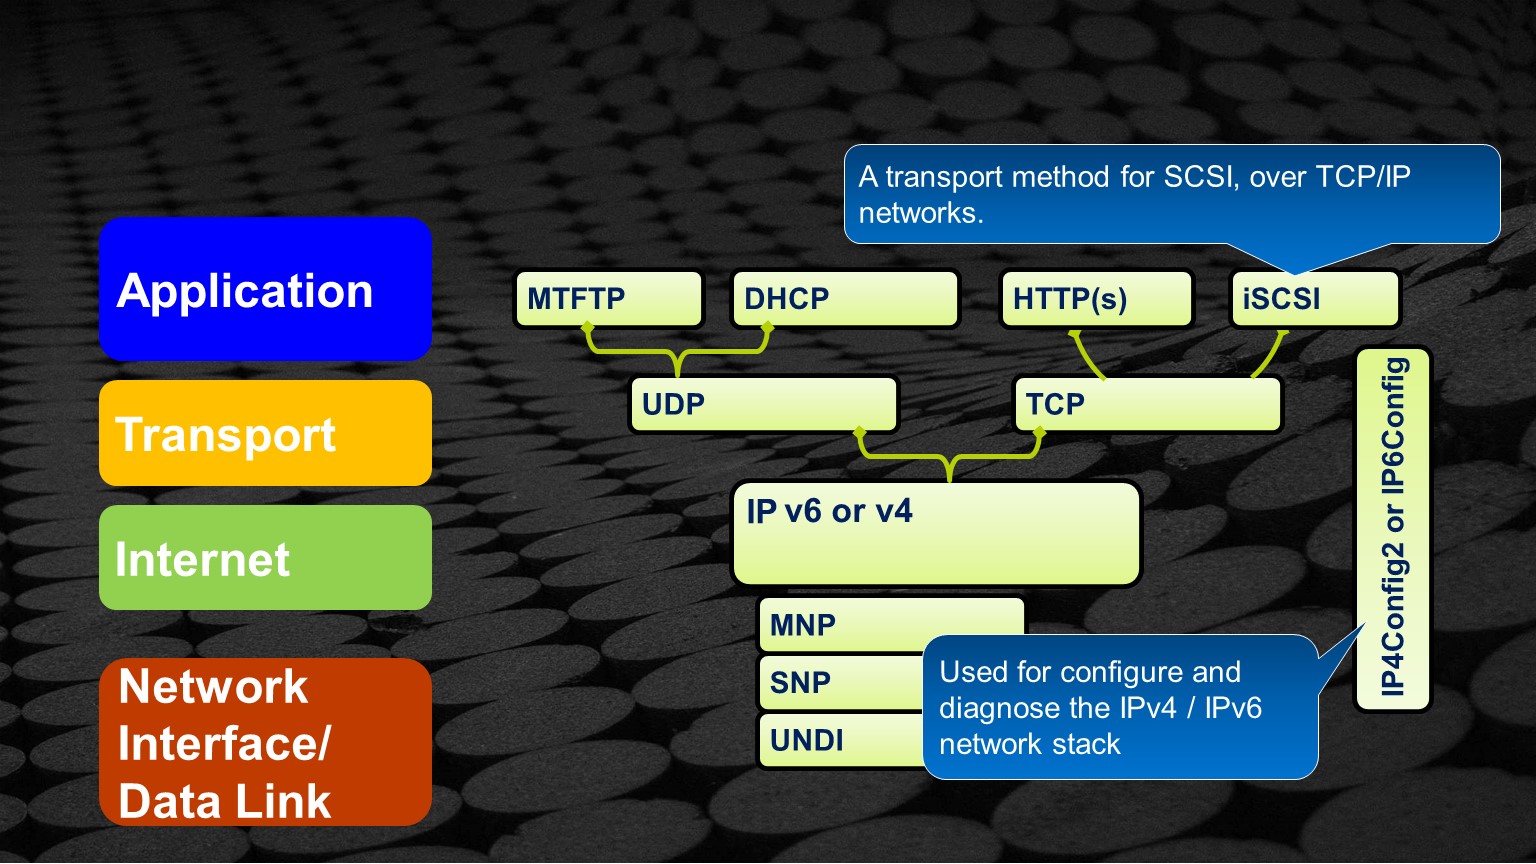 A transport method for SCSI, over TCP/IP
networks.
Application
MTFTP
DHCP
HTTP(s)
iSCSI
Transport
UDP
TCP
IP4Config2 or IP6Config
Internet
IP v6 or v4
Network
Interface/
Data Link
MNP
SNP
UNDI
Used for configure and
diagnose the IPv4 / IPv6
network stack